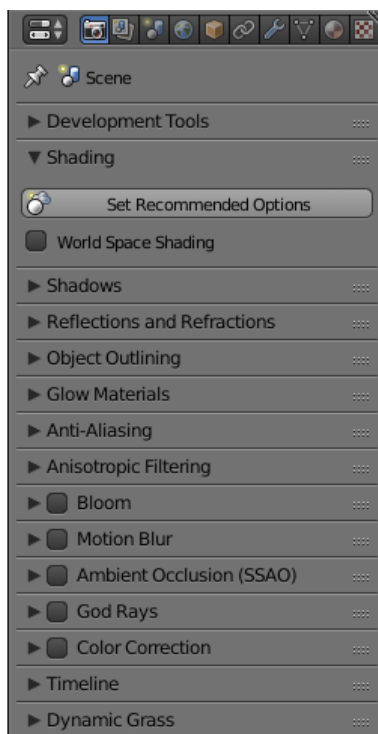 Scene
Development Tools
Shading
Set Recommended Options
World Space Shading
Shadows
Reflections and Refractions
Object Outlining
Glow Materials
Anti-Aliasing
Anisotropic Filtering
Bloom
Motion Blur
Ambient Occlusion (SSAO)
God Rays
Color Correction
Timeline
Dynamic Grass